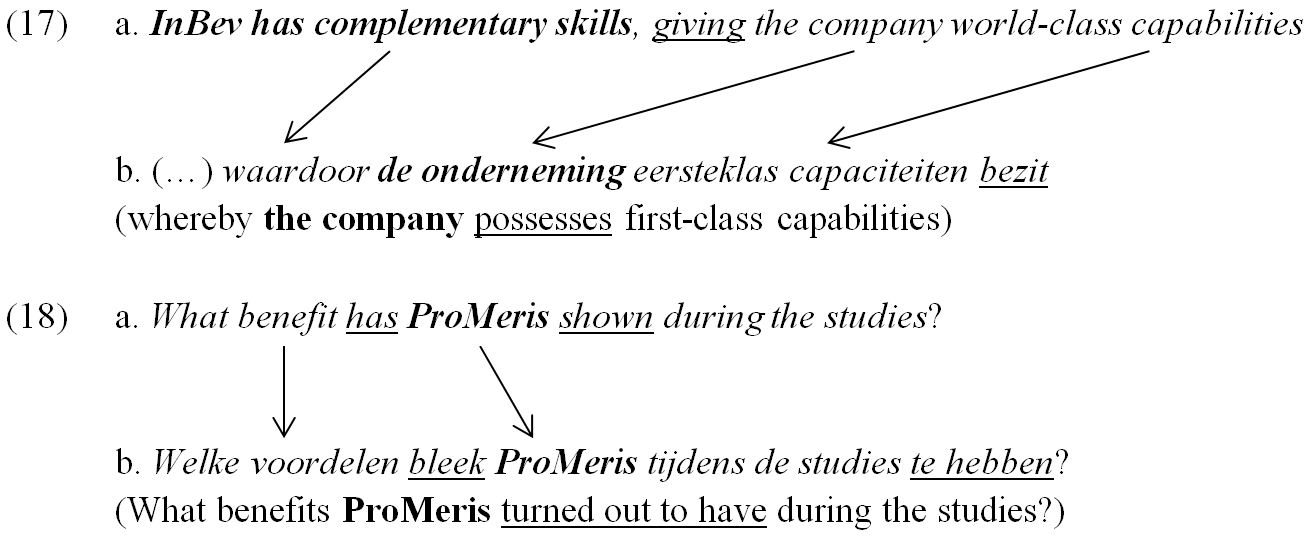 (17) a. InBev has complementary skills, giving the company world-class capabilities
b. (…) waardoor de onderneming eersteklas capaciteiten bezit
(whereby the company possesses first-class capabilities)
(18) a. What benefit has ProMeris shown during the studies?
b. Welke voordelen bleek ProMeris tijdens de studies te hebben?
(What benefits ProMeris turned out to have during the studies?)